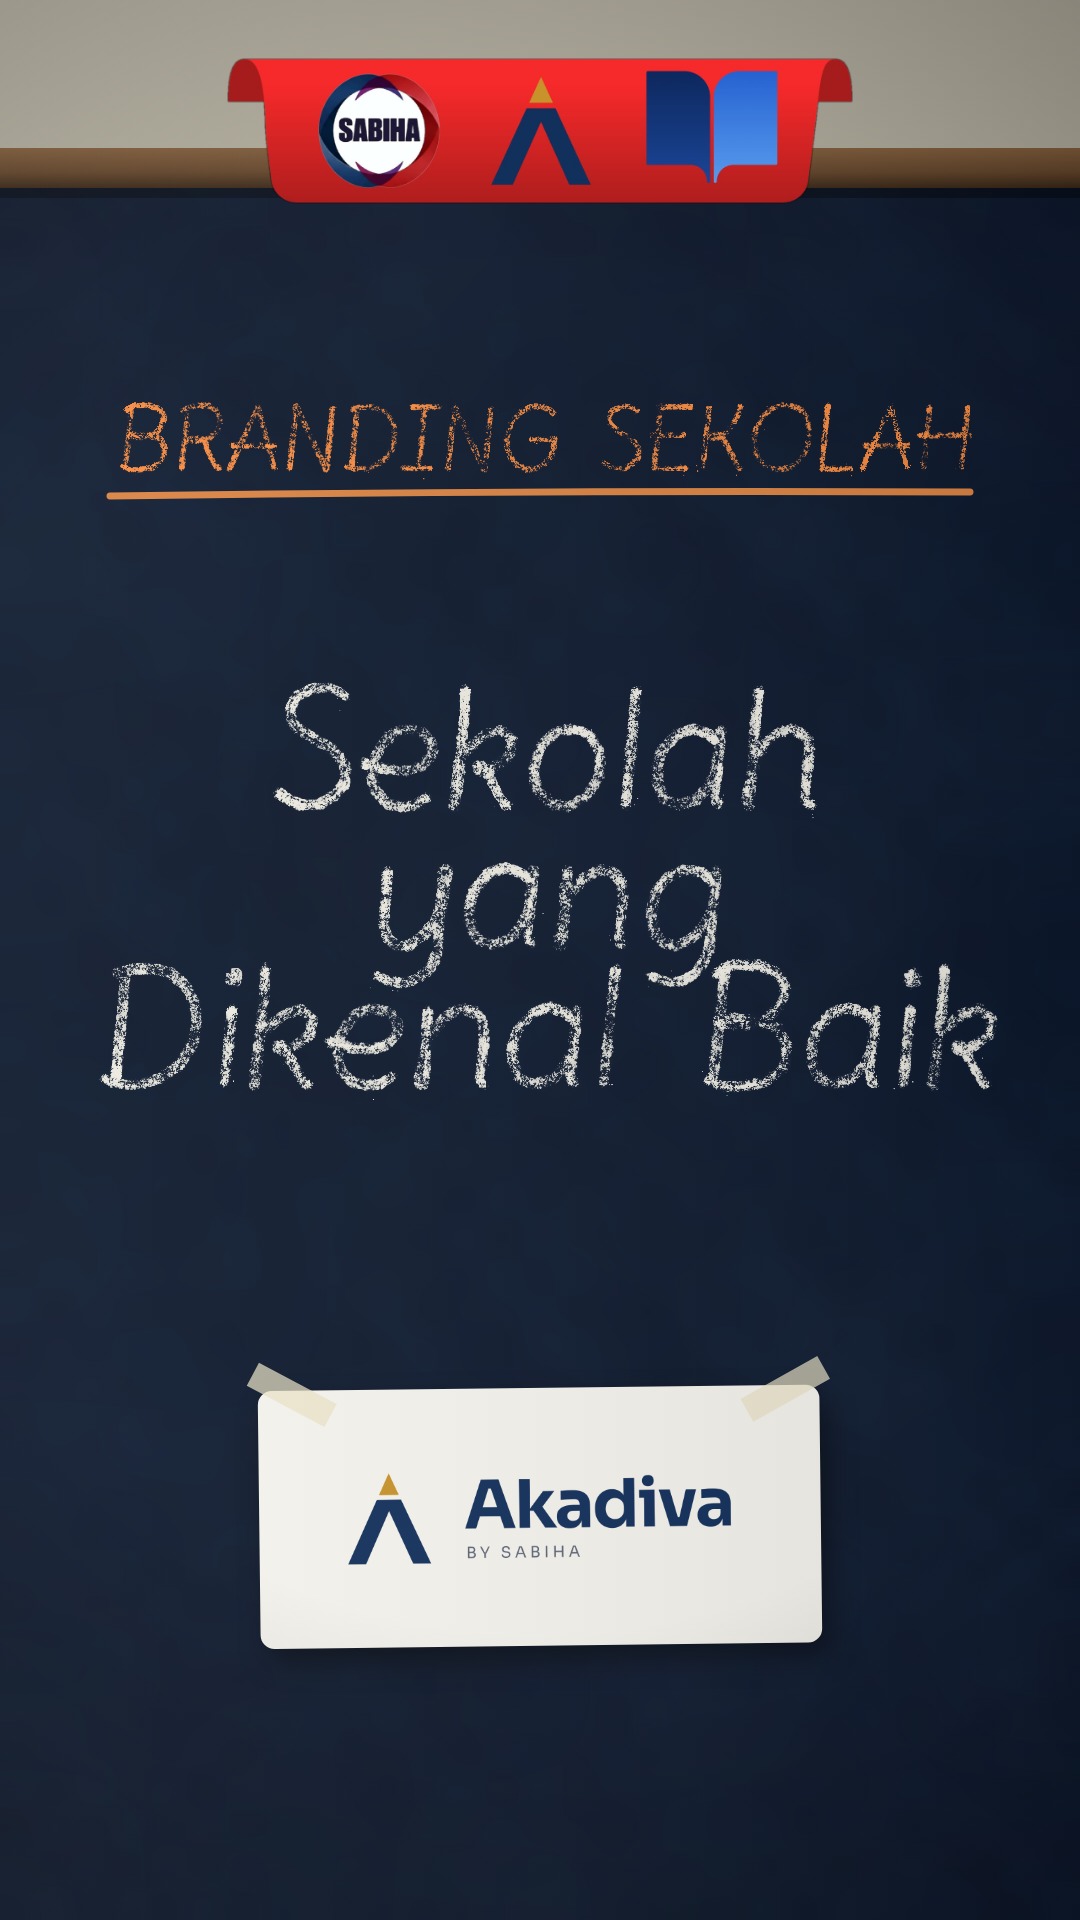 SABIHA
BRANDING SEKOLAH
Sekolah
yang
Dikenal Baik
Akadiva
BY SABIHA